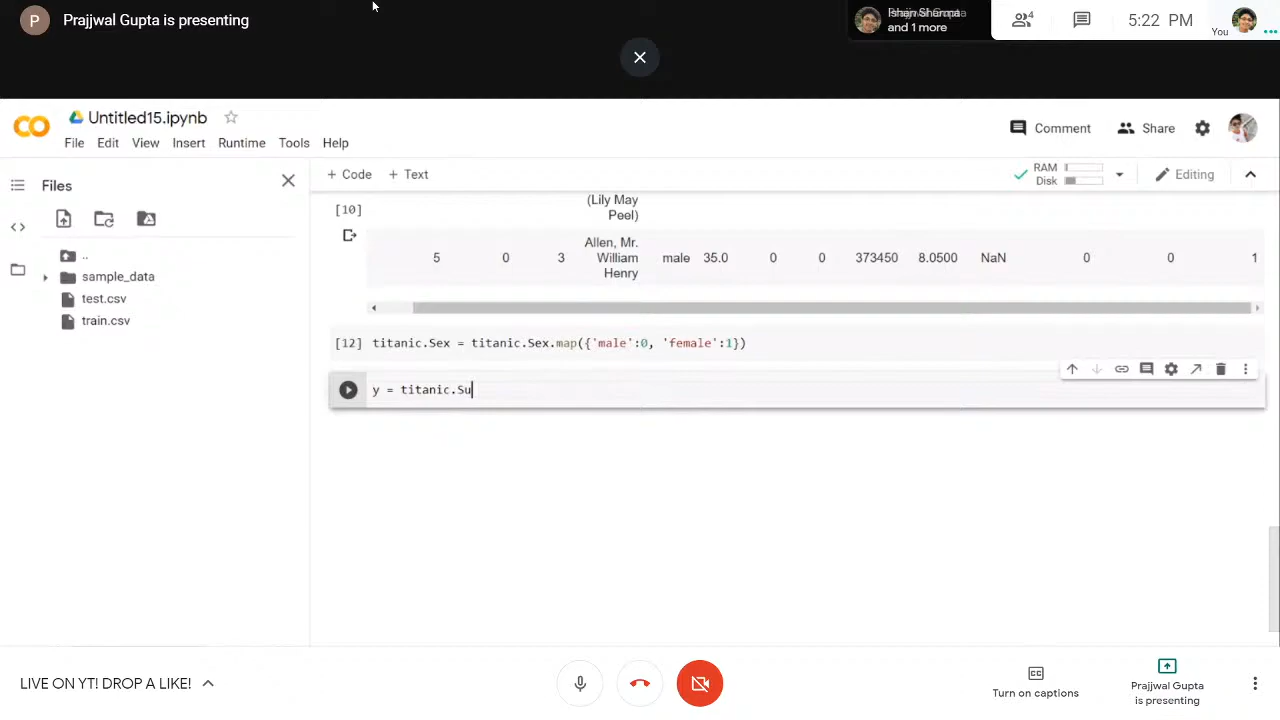 P Prajjwal Gupta is presenting
and 1 more
4
5:22 PM
You
Untitled15.ipynb
File Edit View Insert Runtime Tools Help
Comment Share
Files
+ Code + Text
RAM
Disk
Editing
..
sample_data
test.csv
train.csv
[10]
(Lily May
Peel)
5 0 3 Allen, Mr. William Henry male 35.0 0 0 373450 8.0500 NaN 0 0 1
[12] titanic.Sex = titanic.Sex.map({'male':0, 'female':1})
y = titanic.Su
LIVE ON YT! DROP A LIKE!
Turn on captions
Prajjwal Gupta
is presenting